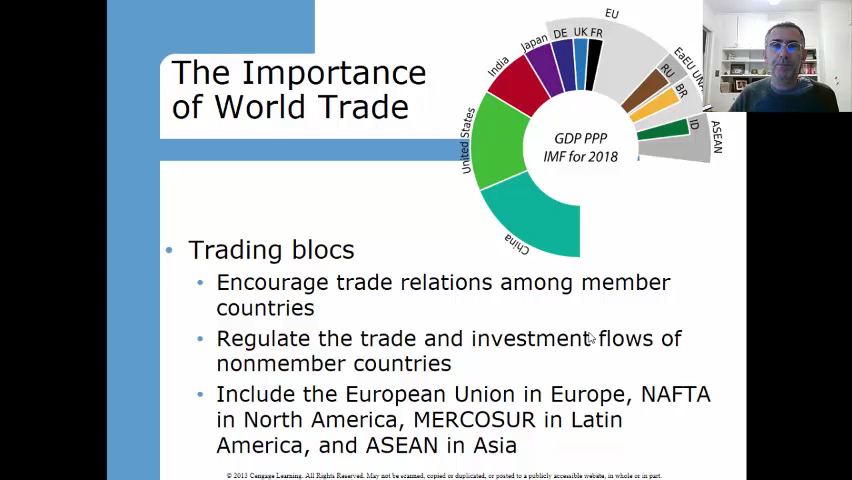 The Importance
of World Trade
EU
DE UK FR
Japan
India
United States
China
EaEU
RU
BR
ID
ASEAN
GDP PPP
IMF for 2018
• Trading blocs
• Encourage trade relations among member
countries
• Regulate the trade and investment flows of
nonmember countries
• Include the European Union in Europe, NAFTA
in North America, MERCOSUR in Latin
America, and ASEAN in Asia
© 2013 Cengage Learning. All Rights Reserved. May not be scanned, copied or duplicated, or posted to a publicly accessible website, in whole or in part.